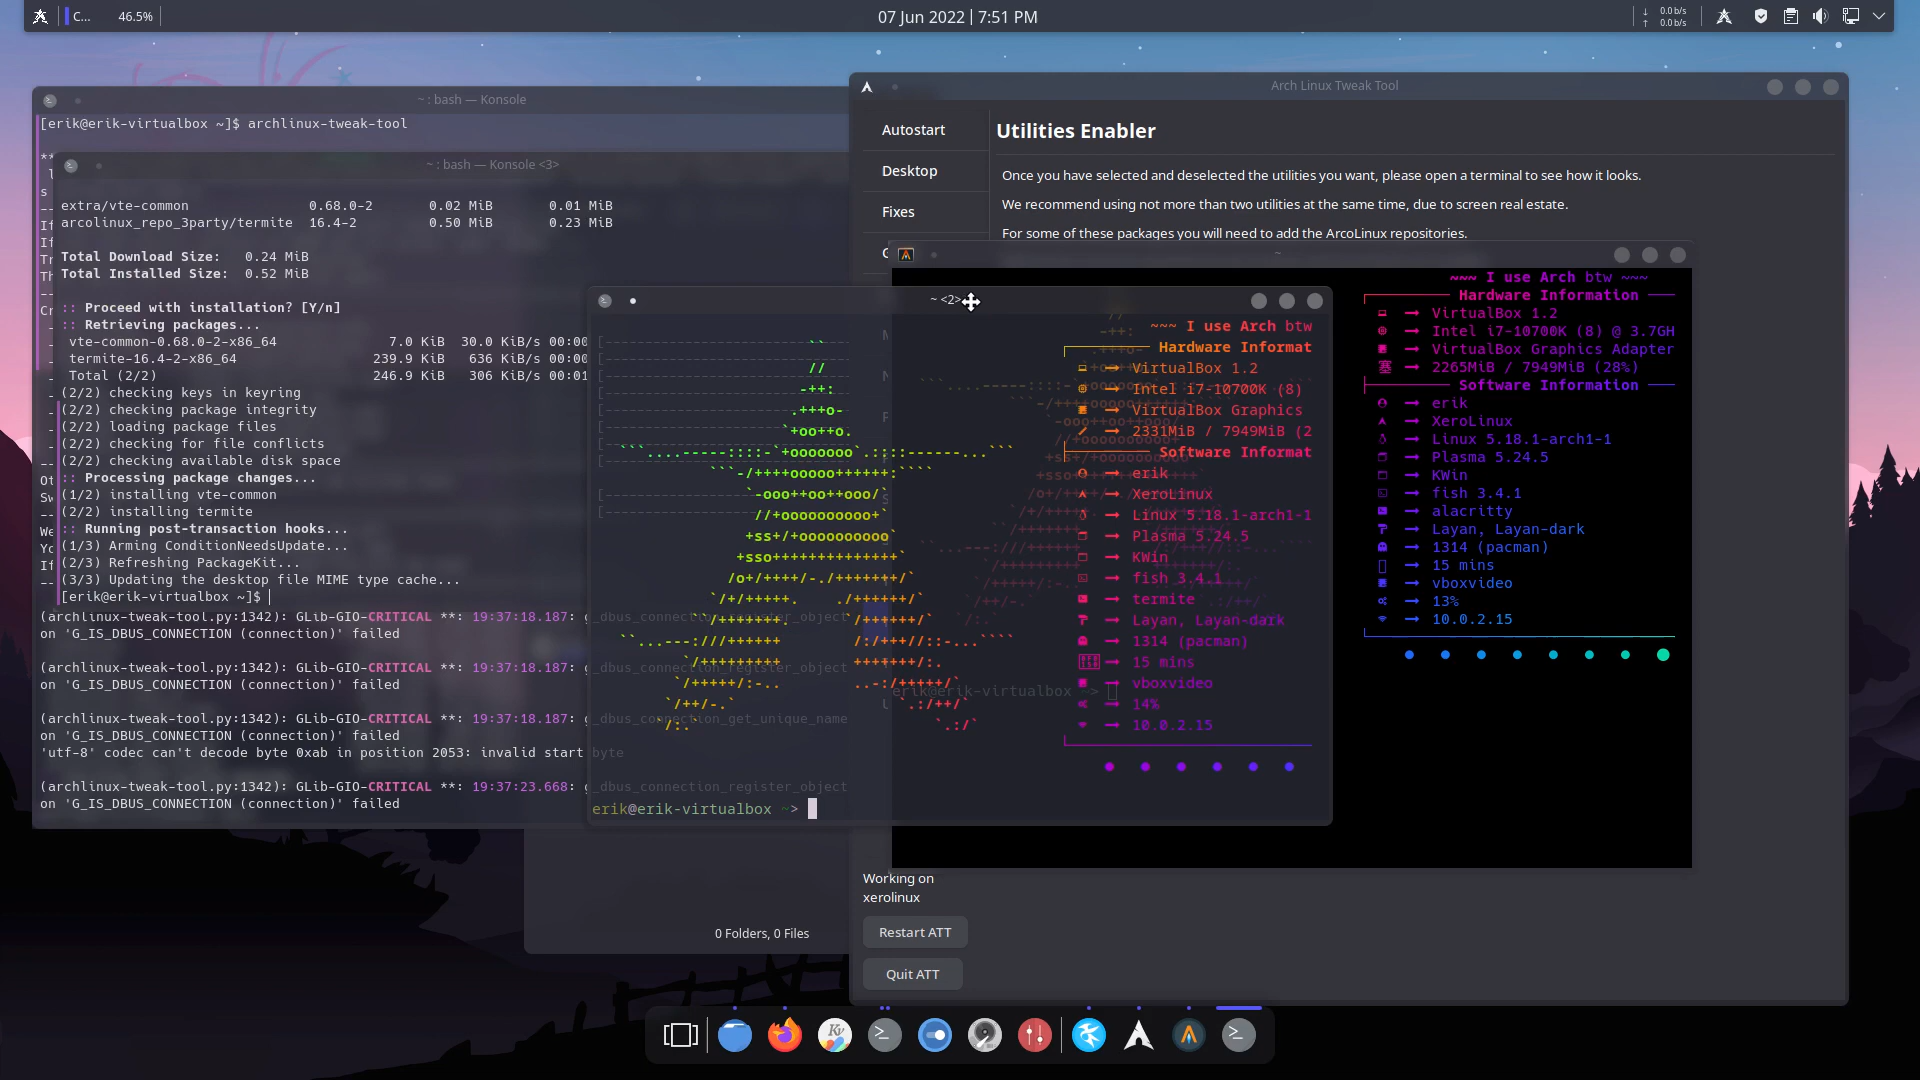 C... 46.5%
07 Jun 2022 | 7:51 PM
0.0 b/s
0.0 b/s
~ : bash — Konsole
[erik@erik-virtualbox ~]$ archlinux-tweak-tool
~ : bash — Konsole <3>
extra/vte-common 0.68.0-2 0.02 MiB 0.01 MiB
arcolinux_repo_3party/termite 16.4-2 0.50 MiB 0.23 MiB
Total Download Size: 0.24 MiB
Total Installed Size: 0.52 MiB
:: Proceed with installation? [Y/n]
:: Retrieving packages...
vte-common-0.68.0-2-x86_64 7.0 KiB 30.0 KiB/s 00:00
termite-16.4-2-x86_64 239.9 KiB 636 KiB/s 00:00
Total (2/2) 246.9 KiB 306 KiB/s 00:01
(2/2) checking keys in keyring
(2/2) checking package integrity
(2/2) loading package files
(2/2) checking for file conflicts
(2/2) checking available disk space
:: Processing package changes...
(1/2) installing vte-common
(2/2) installing termite
:: Running post-transaction hooks...
(1/3) Arming ConditionNeedsUpdate...
(2/3) Refreshing PackageKit...
(3/3) Updating the desktop file MIME type cache...
[erik@erik-virtualbox ~]$
(archlinux-tweak-tool.py:1342): GLib-GIO-CRITICAL **: 19:37:18.187: g_dbus_connection_register_object
on 'G_IS_DBUS_CONNECTION (connection)' failed
(archlinux-tweak-tool.py:1342): GLib-GIO-CRITICAL **: 19:37:18.187: g_dbus_connection_register_object
on 'G_IS_DBUS_CONNECTION (connection)' failed
(archlinux-tweak-tool.py:1342): GLib-GIO-CRITICAL **: 19:37:18.187: g_dbus_connection_get_unique_name
on 'G_IS_DBUS_CONNECTION (connection)' failed
'utf-8' codec can't decode byte 0xab in position 2053: invalid start byte
(archlinux-tweak-tool.py:1342): GLib-GIO-CRITICAL **: 19:37:23.668: g_dbus_connection_register_object
on 'G_IS_DBUS_CONNECTION (connection)' failed
0 Folders, 0 Files
Arch Linux Tweak Tool
Autostart
Desktop
Fixes
Utilities Enabler
Once you have selected and deselected the utilities you want, please open a terminal to see how it looks.
We recommend using not more than two utilities at the same time, due to screen real estate.
For some of these packages you will need to add the ArcoLinux repositories.
Working on
xerolinux
Restart ATT
Quit ATT
~ <2>
~~~ I use Arch btw
Hardware Informat
VirtualBox 1.2
Intel i7-10700K (8)
VirtualBox Graphics
2331MiB / 7949MiB (2
Software Informat
erik
XeroLinux
Linux 5.18.1-arch1-1
Plasma 5.24.5
KWin
fish 3.4.1
termite
Layan, Layan-dark
1314 (pacman)
15 mins
vboxvideo
14%
10.0.2.15
erik@erik-virtualbox ~>
~
~~~ I use Arch btw ~~~
Hardware Information
VirtualBox 1.2
Intel i7-10700K (8) @ 3.7GH
VirtualBox Graphics Adapter
2265MiB / 7949MiB (28%)
Software Information
erik
XeroLinux
Linux 5.18.1-arch1-1
Plasma 5.24.5
KWin
fish 3.4.1
alacritty
Layan, Layan-dark
1314 (pacman)
15 mins
vboxvideo
13%
10.0.2.15
erik@erik-virtualbox ~>